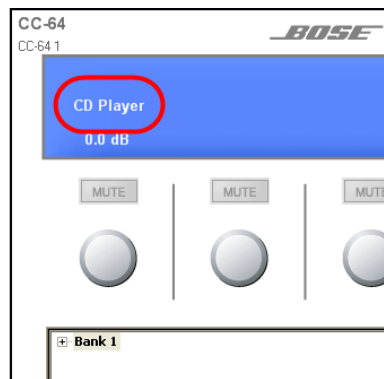 CC-64
BOSE
CC-64 1
CD Player
0.0 dB
MUTE MUTE MUTE
Bank 1